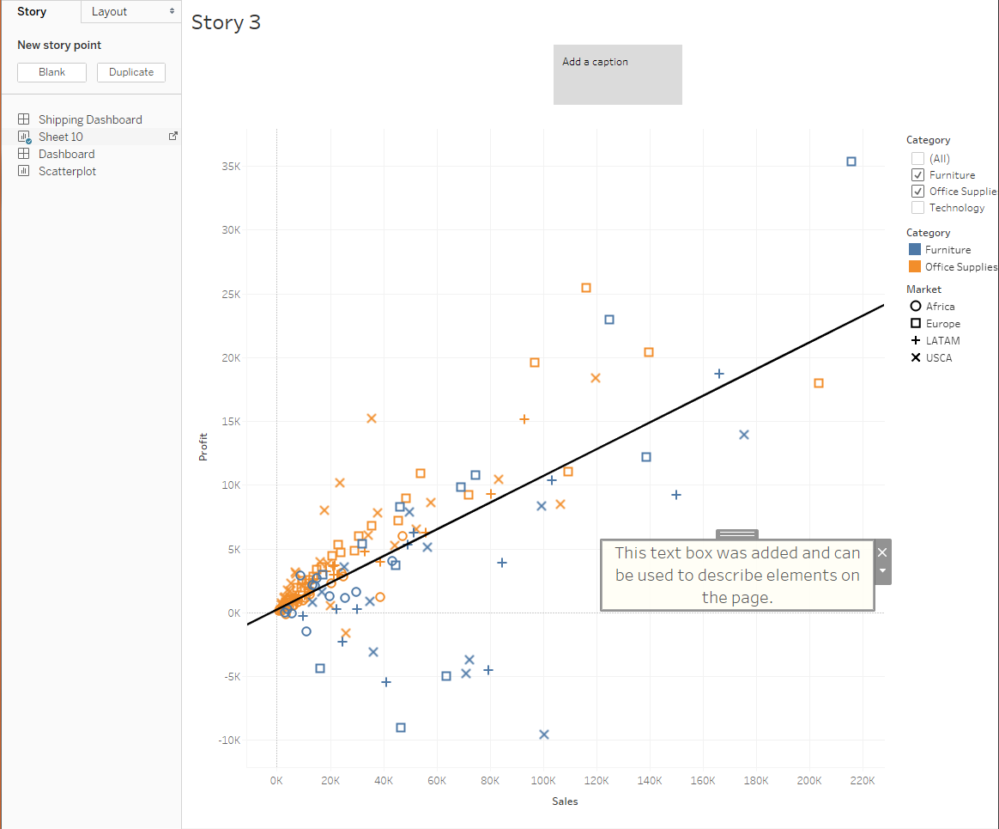 Story
Layout
New story point
Blank
Duplicate
Shipping Dashboard
Sheet 10
Dashboard
Scatterplot
Story 3
Add a caption
35K
30K
25K
20K
15K
10K
5K
0K
-5K
-10K
Profit
This text box was added and can
be used to describe elements on
the page.
0K
20K
40K
60K
80K
100K
120K
140K
160K
180K
200K
220K
Sales
Category
(All)
Furniture
Office Supplie
Technology
Category
Furniture
Office Supplies
Market
Africa
Europe
LATAM
USCA